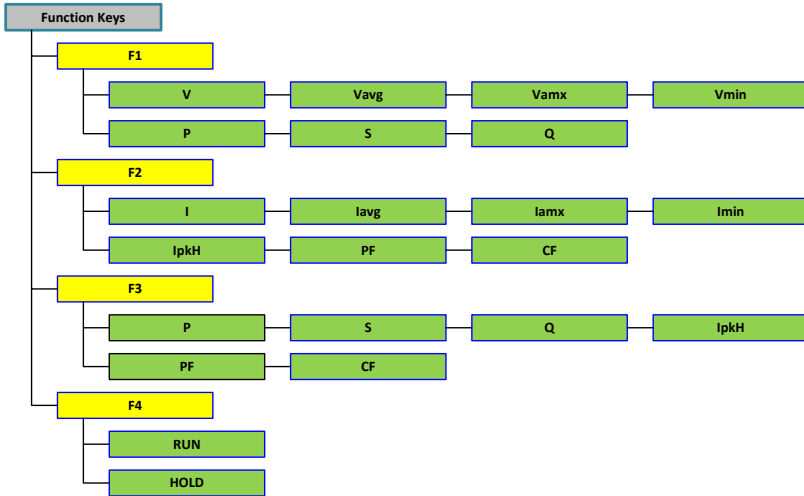 Function Keys
F1
V Vavg Vamx Vmin
P S Q
F2
I Iavg Iamx Imin
IpkH PF CF
F3
P S Q IpkH
PF CF
F4
RUN
HOLD